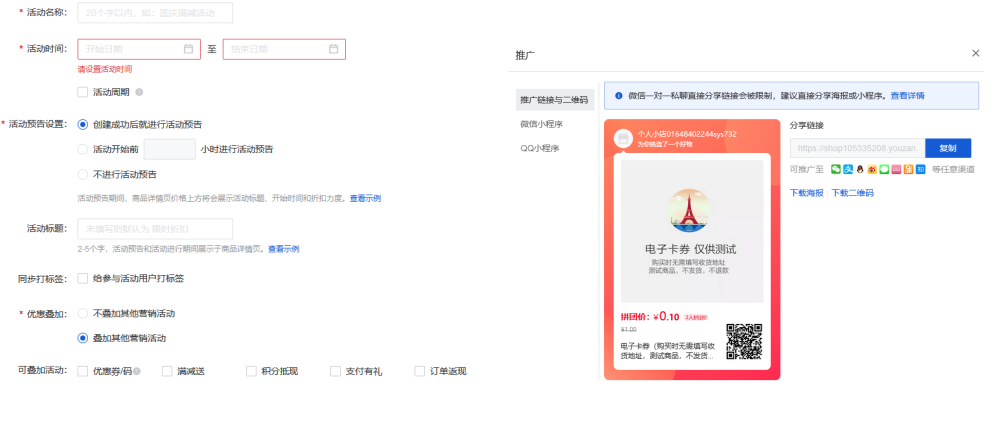 * 活动名称：
20个字以内，如：国庆满减活动
* 活动时间：
开始日期
至
结束日期
请设置活动时间
活动周期
* 活动预告设置：
创建成功后就进行活动预告
活动开始前
小时进行活动预告
不进行活动预告
活动预告期间，商品详情页价格上方将会展示活动标题、开始时间和折扣力度。查看示例
活动标题：
未填写则默认为 限时折扣
2-5个字，活动预告和活动进行期间展示于商品详情页。查看示例
同步打标签：
给参与活动用户打标签
* 优惠叠加：
不叠加其他营销活动
叠加其他营销活动
可叠加活动：
优惠券/码
满减送
积分抵现
支付有礼
订单返现
推广
推广链接与二维码
微信小程序
QQ小程序
微信一对一私聊直接分享链接会被限制，建议直接分享海报或小程序。查看详情
个人小店01648402244sys732
为你挑选了一个好物
电子卡券 仅供测试
购买时无需填写收货地址
测试商品，不发货，不退款
拼团价：¥0.10
2人拼团价
¥1.00
电子卡券（购买时无需填写收
货地址，测试商品，不发货...
分享链接
https://shop105335208.youzan
复制
可推广至
等任意渠道
下载海报
下载二维码